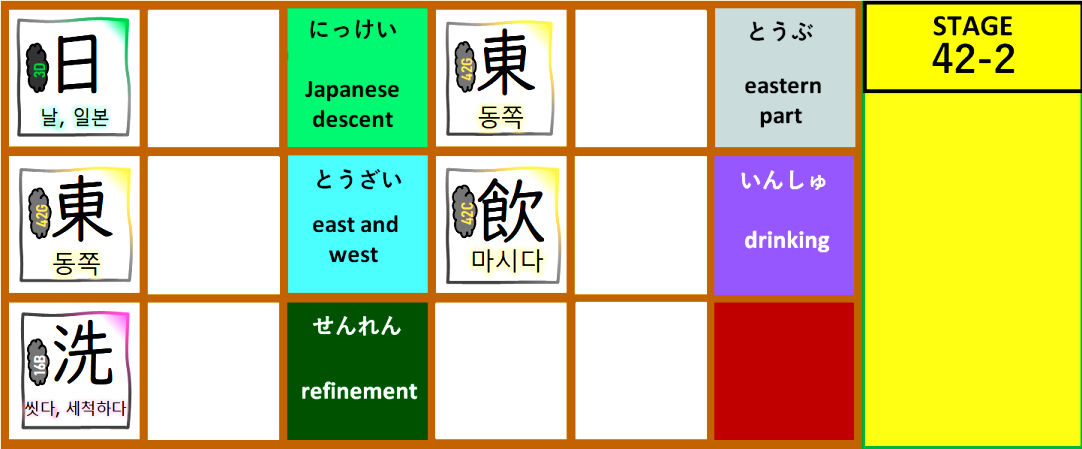 日
3D
날, 일본
にっけい
Japanese
descent
東
42G
동쪽
とうぶ
eastern
part
STAGE
42-2
東
42G
동쪽
とうざい
east and
west
飲
42C
마시다
いんしゅ
drinking
洗
16B
씻다, 세척하다
せんれん
refinement